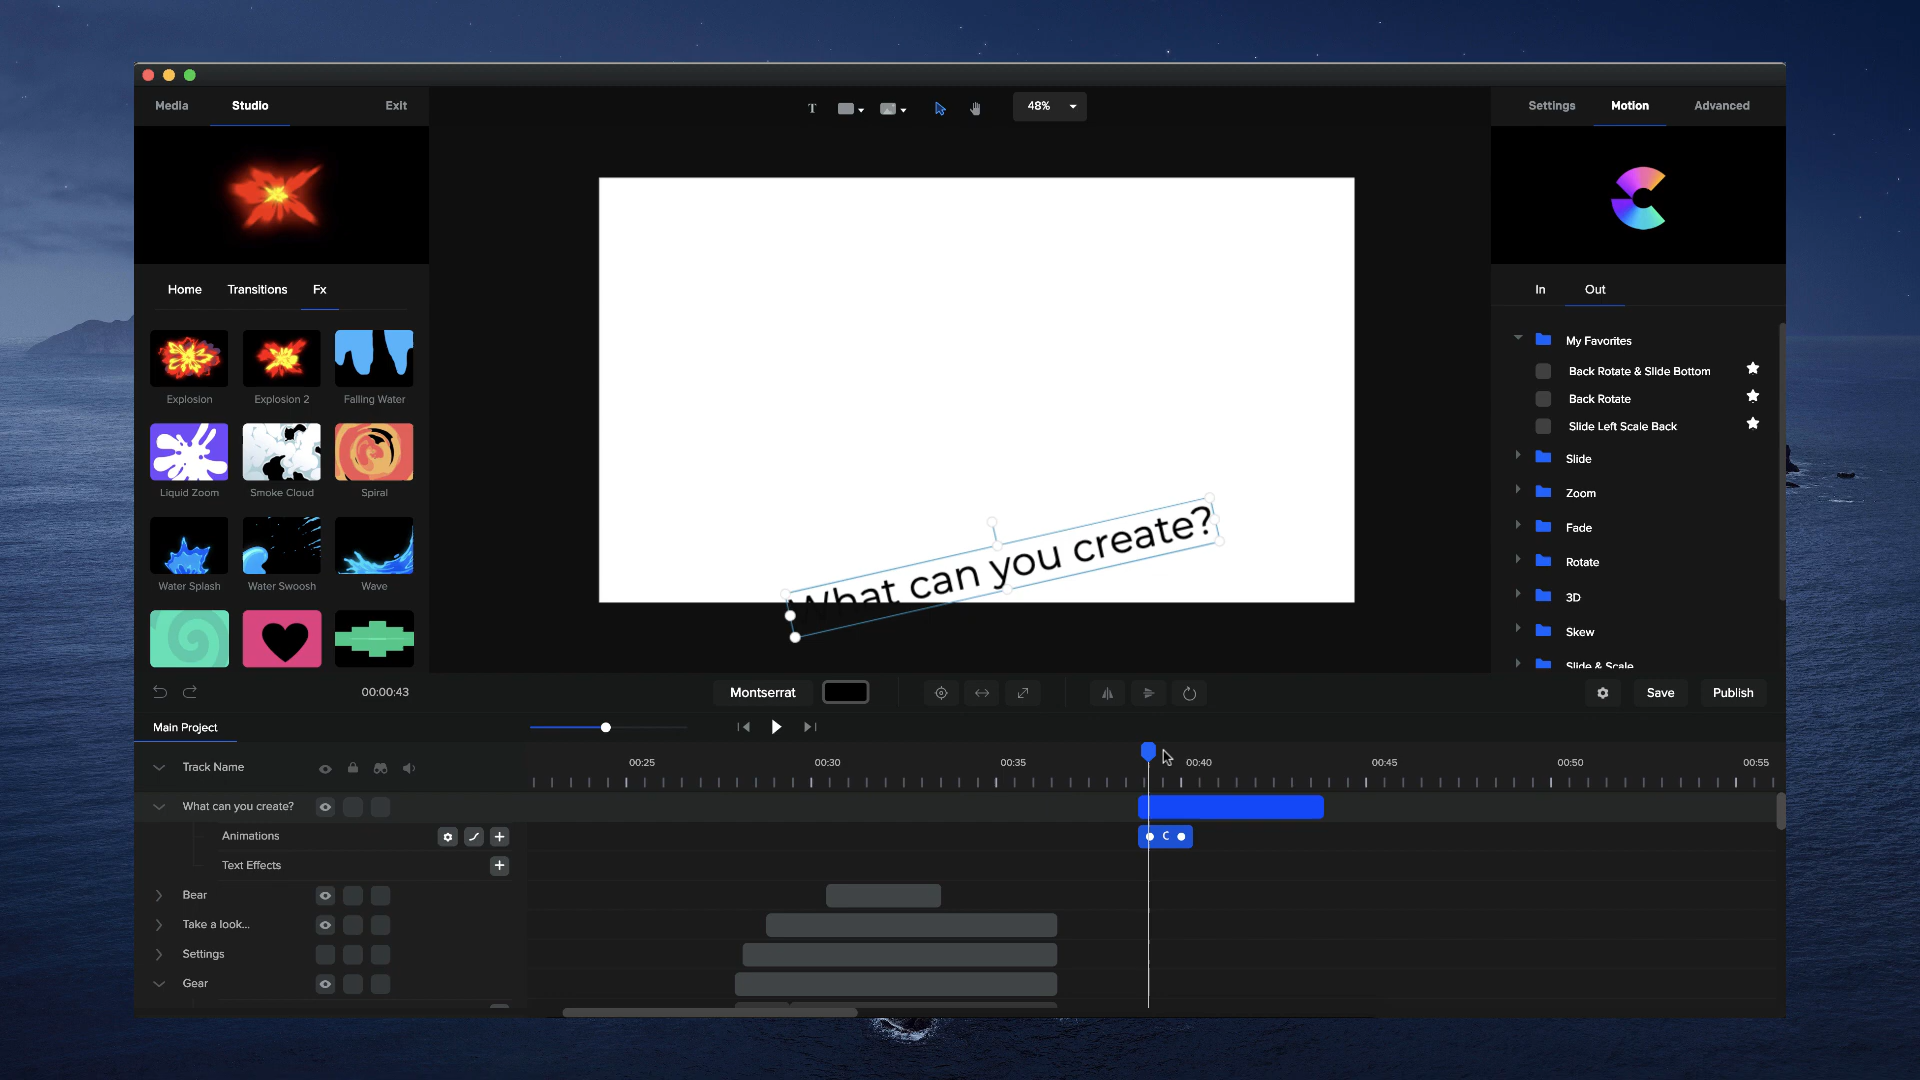 Media
Studio
Exit
T
48%
Settings
Motion
Advanced
Home
Transitions
Fx
Explosion
Explosion 2
Falling Water
Liquid Zoom
Smoke Cloud
Spiral
Water Splash
Water Swoosh
Wave
What can you create?
In
Out
My Favorites
Back Rotate & Slide Bottom
Back Rotate
Slide Left Scale Back
Slide
Zoom
Fade
Rotate
3D
Skew
Slide & Scale
00:00:43
Montserrat
Save
Publish
Main Project
Track Name
00:25
00:30
00:35
00:40
00:45
00:50
00:55
What can you create?
Animations
C
Text Effects
Bear
Take a look...
Settings
Gear